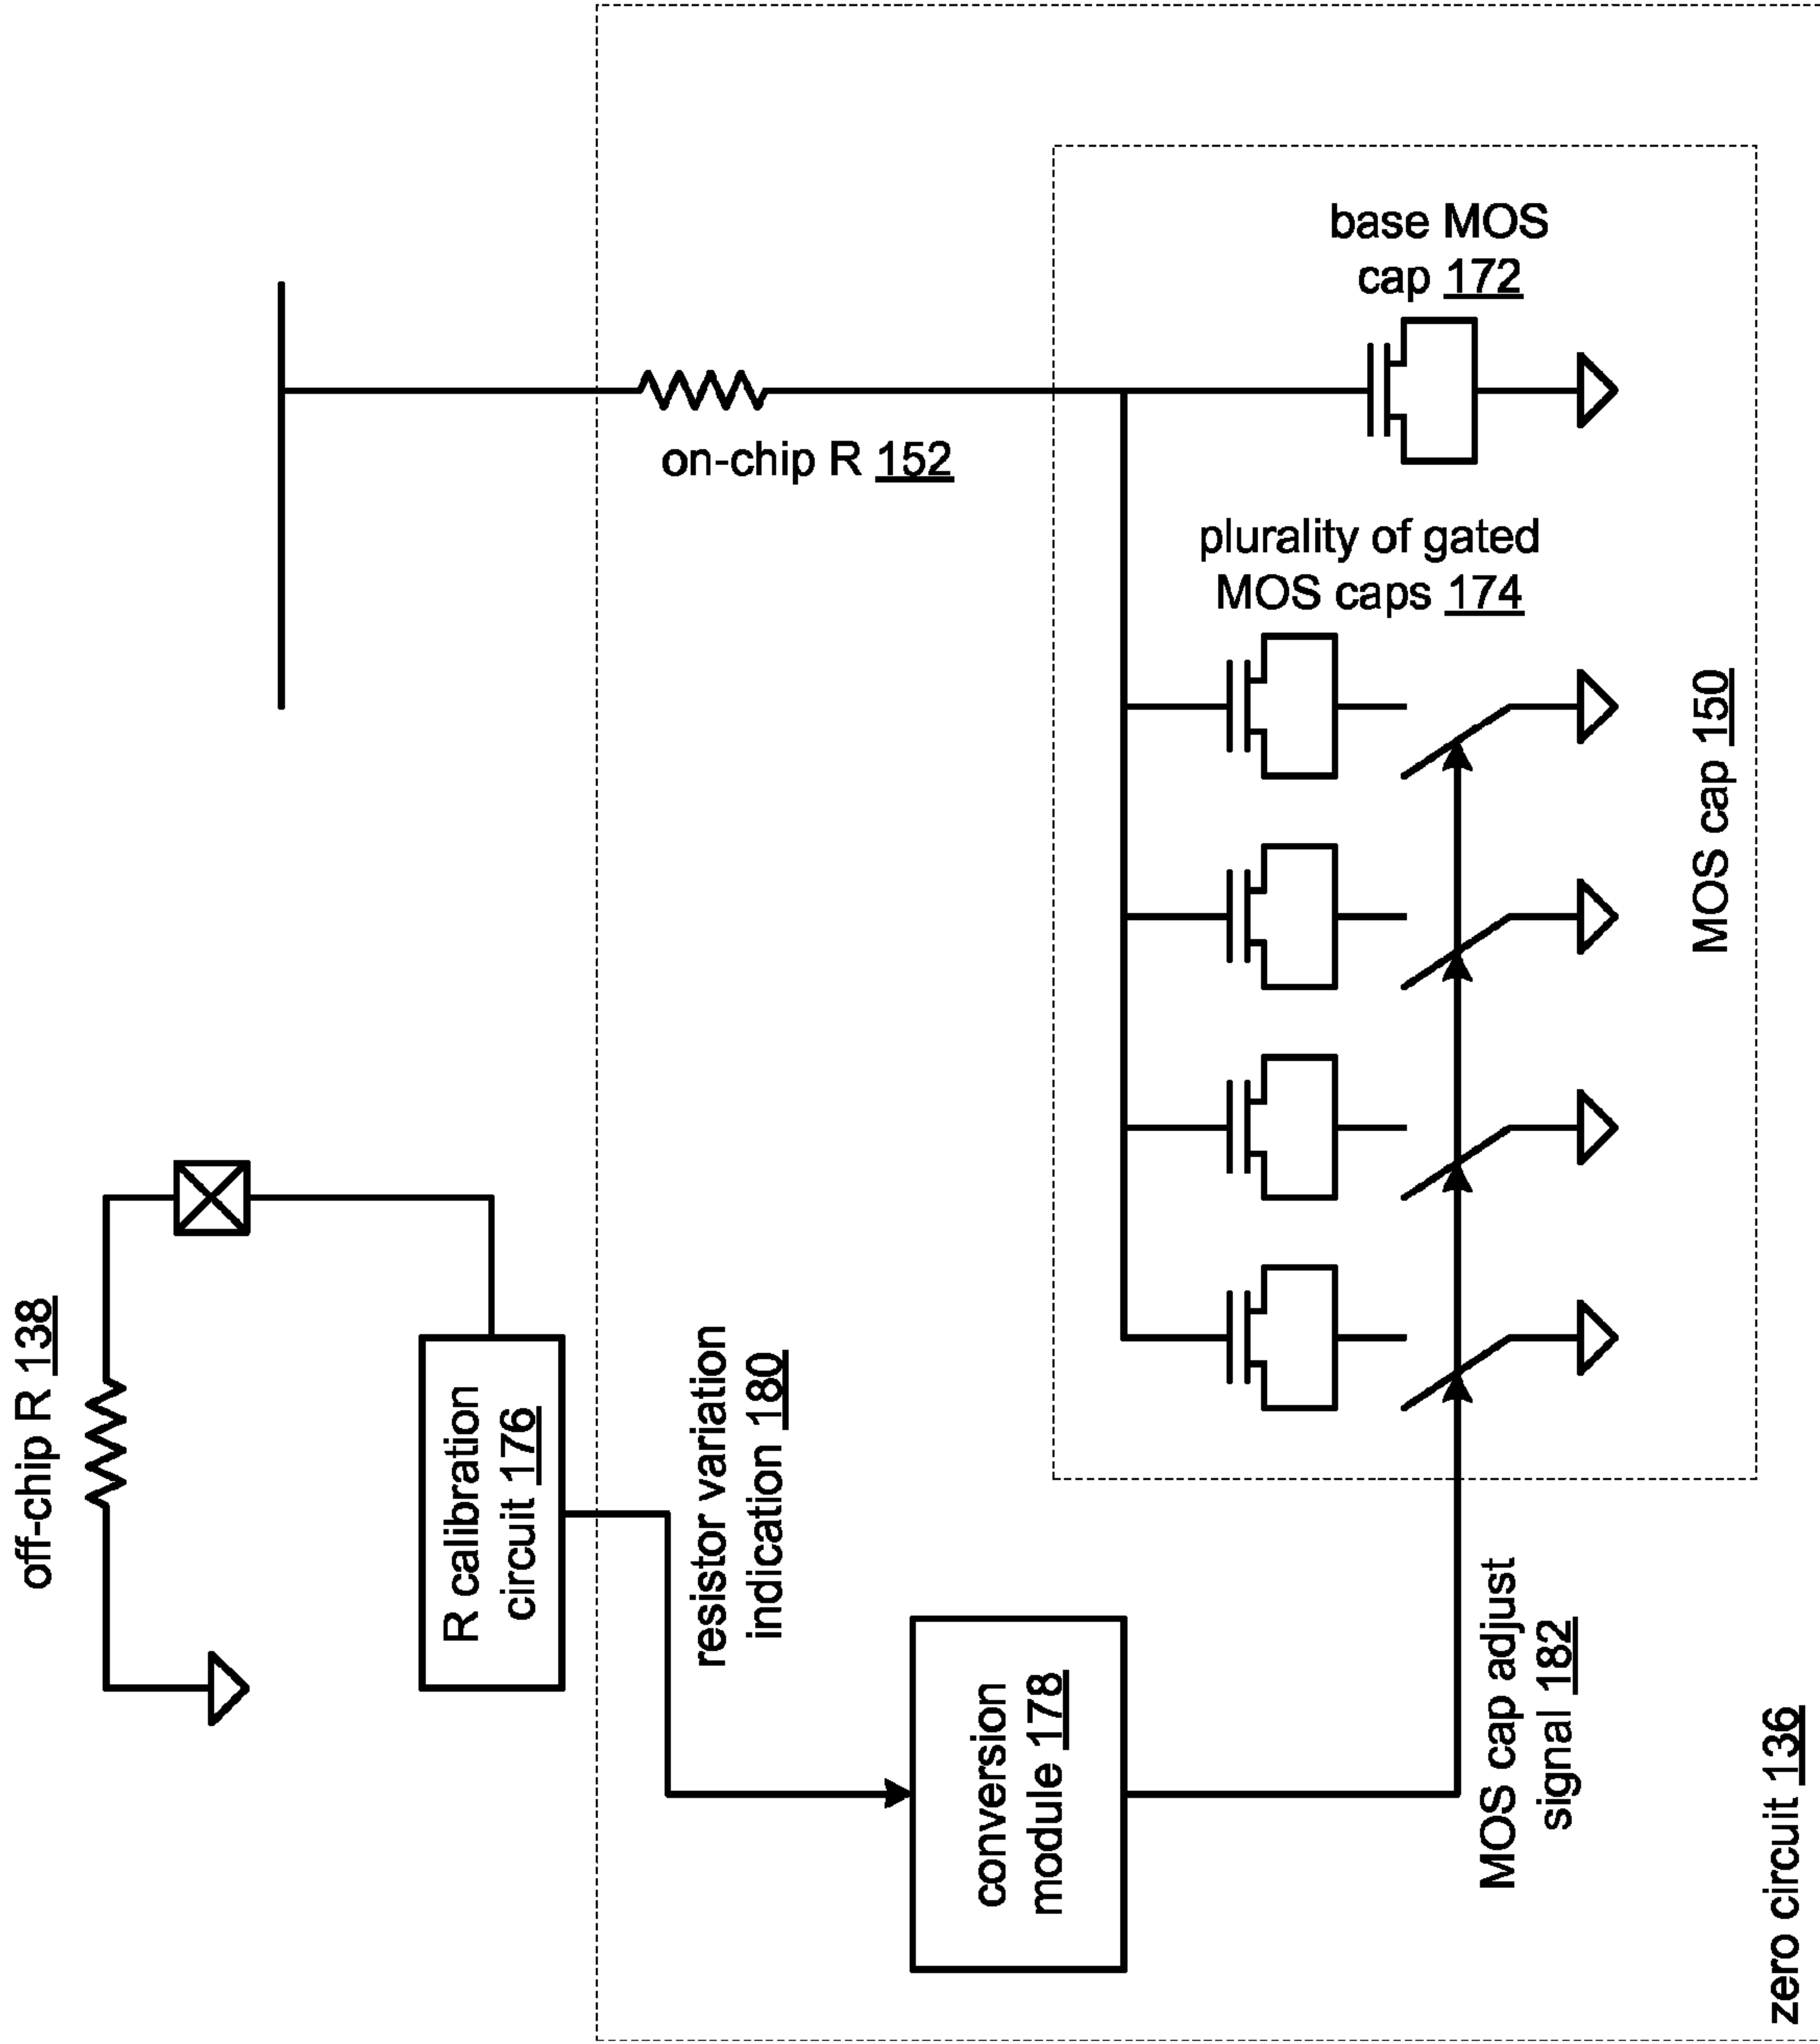 off-chip R 138
R calibration
circuit 176
resistor variation
indication 180
conversion
module 178
MOS cap adjust
signal 182
zero circuit 136
on-chip R 152
base MOS
cap 172
plurality of gated
MOS caps 174
MOS cap 150